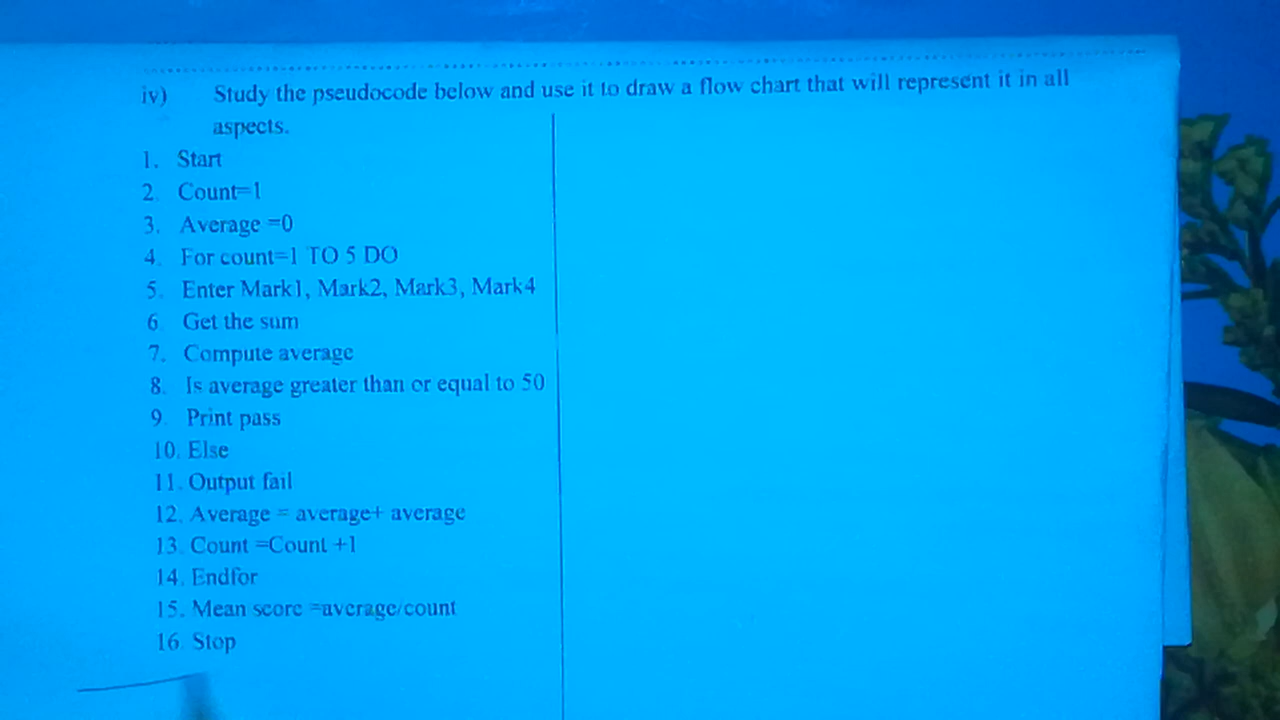 iv) Study the pseudocode below and use it to draw a flow chart that will represent it in all
aspects.
1. Start
2. Count=1
3. Average =0
4. For count=1 TO 5 DO
5. Enter Mark1, Mark2, Mark3, Mark4
6 Get the sum
7. Compute average
8. Is average greater than or equal to 50
9 Print pass
10. Else
11. Output fail
12. Average = average+ average
13. Count =Count +1
14. Endfor
15. Mean score =average/count
16 Stop